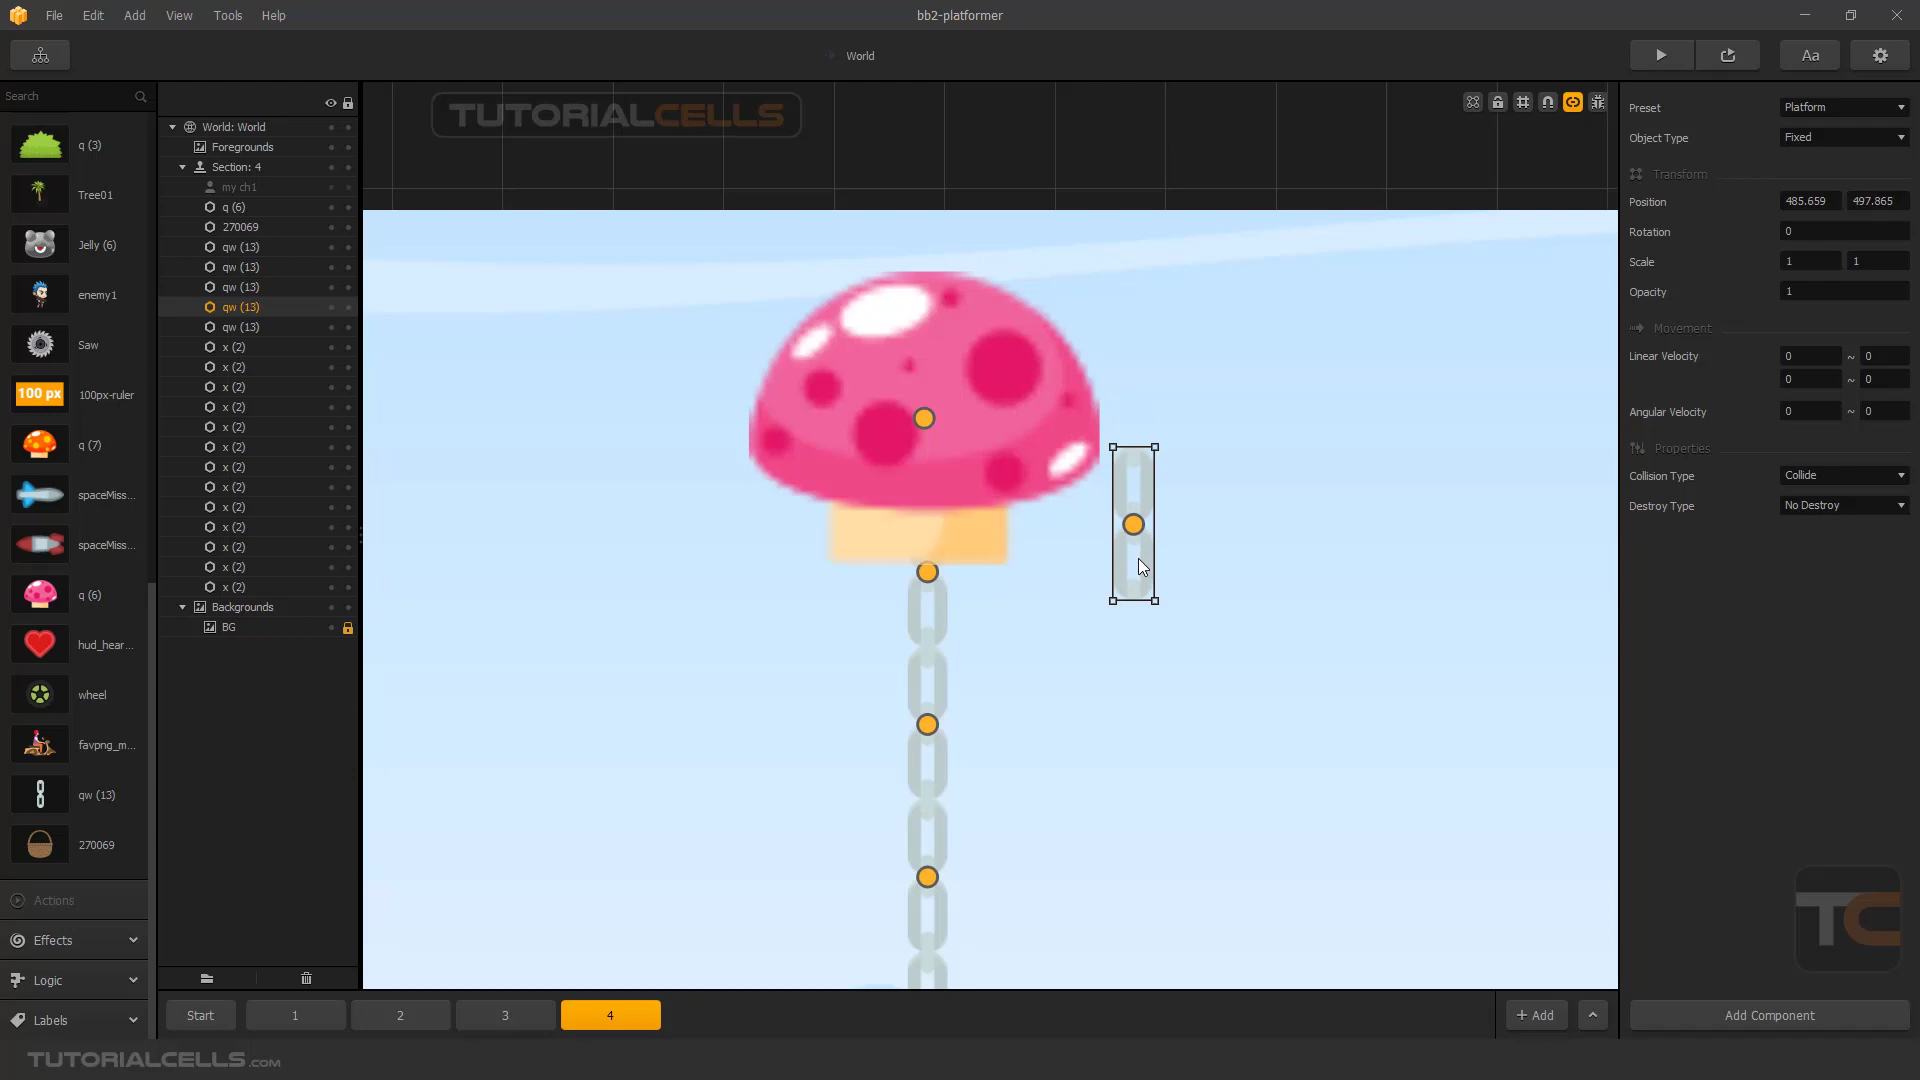 File Edit Add View Tools Help
bb2-platformer
World
Aa
Search
q (3)
Tree01
Jelly (6)
enemy1
Saw
100 px
100px-ruler
q (7)
spaceMiss...
spaceMiss...
q (6)
hud_hear...
wheel
favpng_m...
qw (13)
270069
Actions
Effects
Logic
Labels
World: World
Foregrounds
Section: 4
my ch1
q (6)
270069
qw (13)
qw (13)
qw (13)
qw (13)
qw (13)
x (2)
x (2)
x (2)
x (2)
x (2)
x (2)
x (2)
x (2)
x (2)
x (2)
x (2)
x (2)
x (2)
Backgrounds
BG
TUTORIALCELLS
Preset Platform
Object Type Fixed
Transform
Position 485.659 497.865
Rotation 0
Scale 1 1
Opacity 1
Movement
Linear Velocity 0 ~ 0
0 ~ 0
Angular Velocity 0 ~ 0
Properties
Collision Type Collide
Destroy Type No Destroy
TC
Start 1 2 3 4
+ Add
Add Component
TUTORIALCELLS.COM